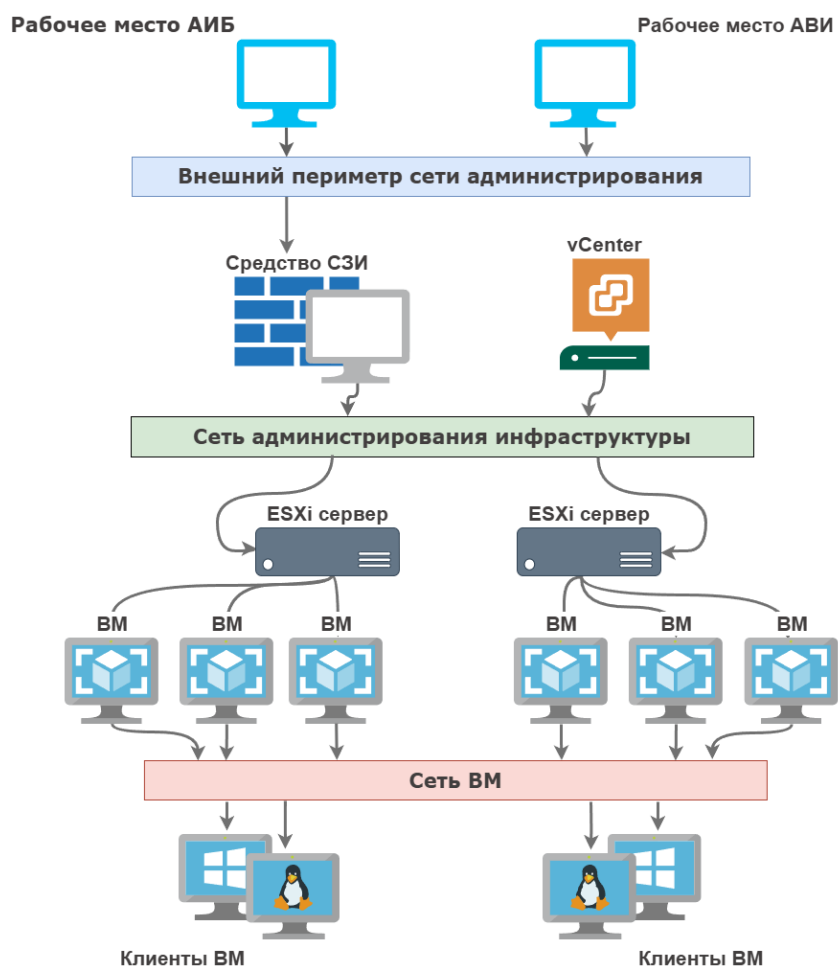 Рабочее место АИБ
Рабочее место АВИ
Внешний периметр сети администрирования
Средство СЗИ
vCenter
Сеть администрирования инфраструктуры
ESXi сервер
ESXi сервер
ВМ
ВМ
ВМ
ВМ
ВМ
ВМ
Сеть ВМ
Клиенты ВМ
Клиенты ВМ